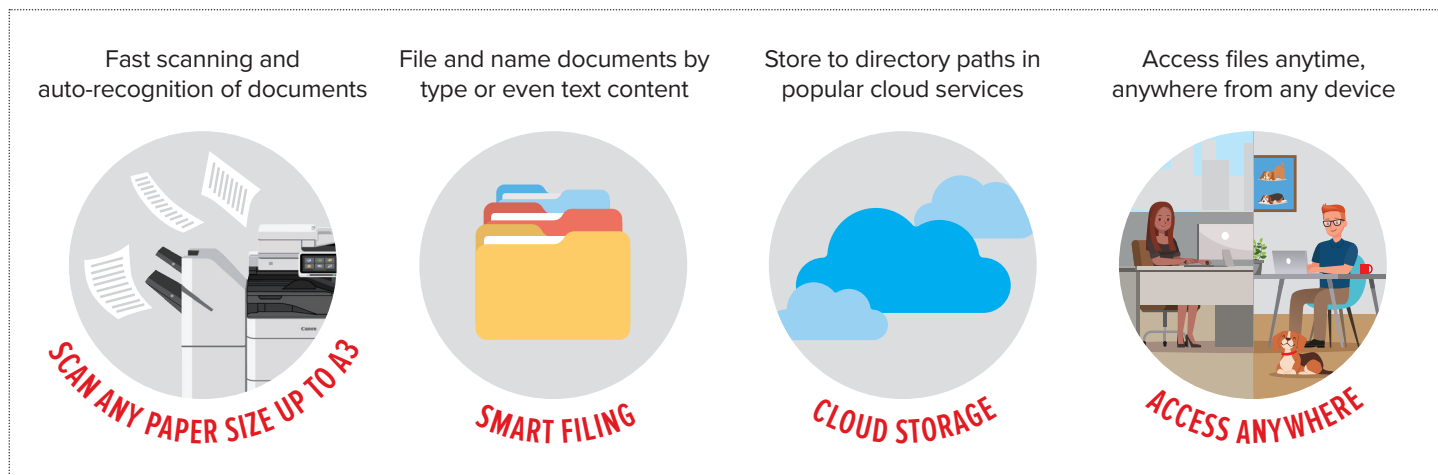 Fast scanning and
auto-recognition of documents
File and name documents by
type or even text content
Store to directory paths in
popular cloud services
Access files anytime,
anywhere from any device
Canon
SCAN ANY PAPER SIZE UP TO A3
SMART FILING
CLOUD STORAGE
ACCESS ANYWHERE